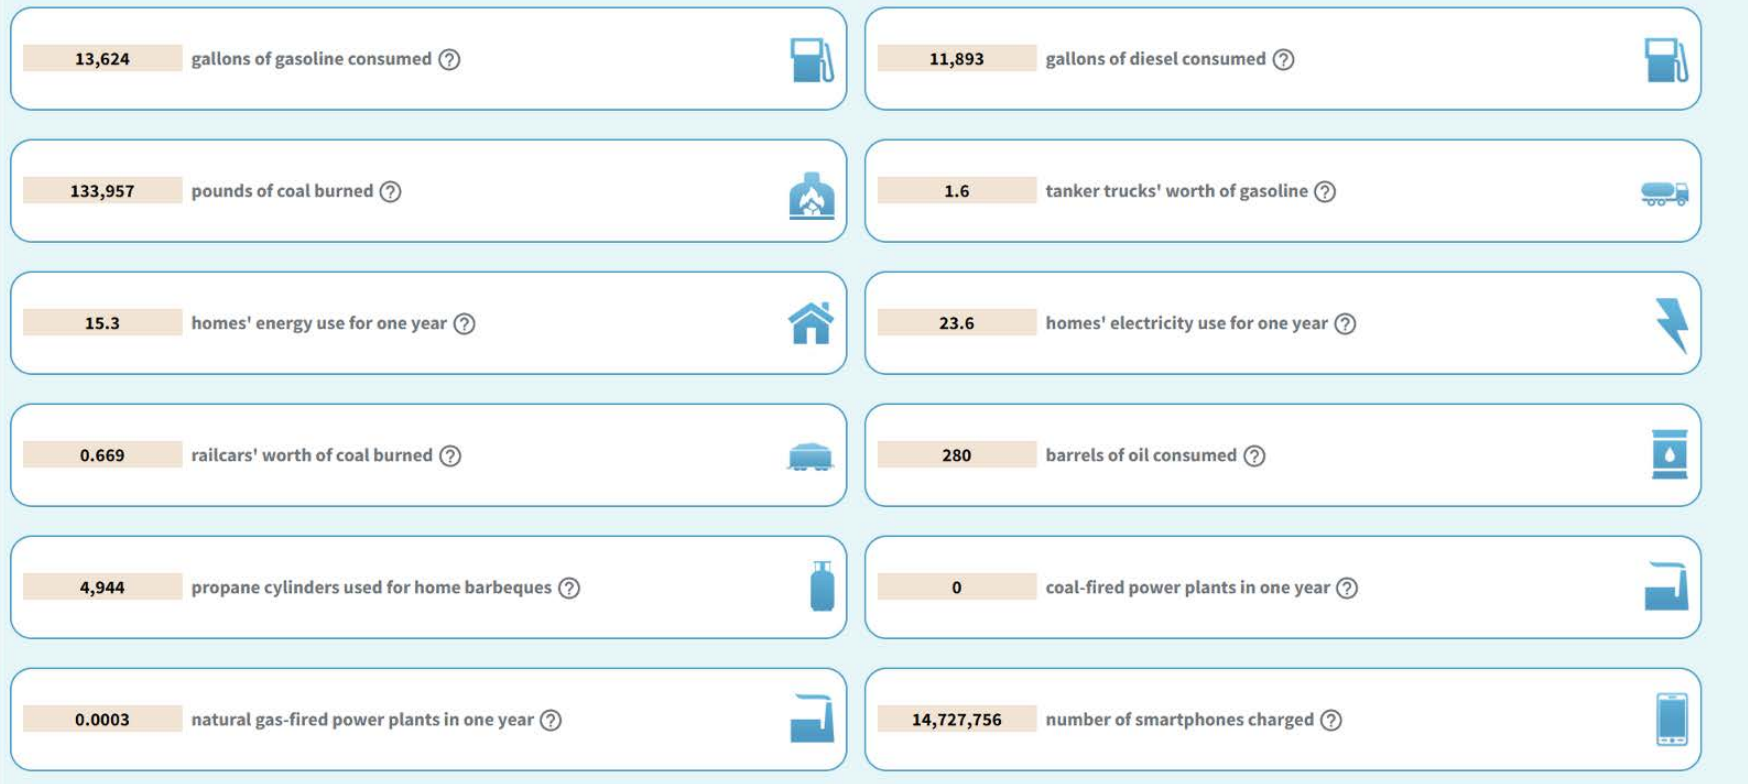 13,624 gallons of gasoline consumed ?
11,893 gallons of diesel consumed ?
133,957 pounds of coal burned ?
1.6 tanker trucks' worth of gasoline ?
15.3 homes' energy use for one year ?
23.6 homes' electricity use for one year ?
0.669 railcars' worth of coal burned ?
280 barrels of oil consumed ?
4,944 propane cylinders used for home barbeques ?
0 coal-fired power plants in one year ?
0.0003 natural gas-fired power plants in one year ?
14,727,756 number of smartphones charged ?